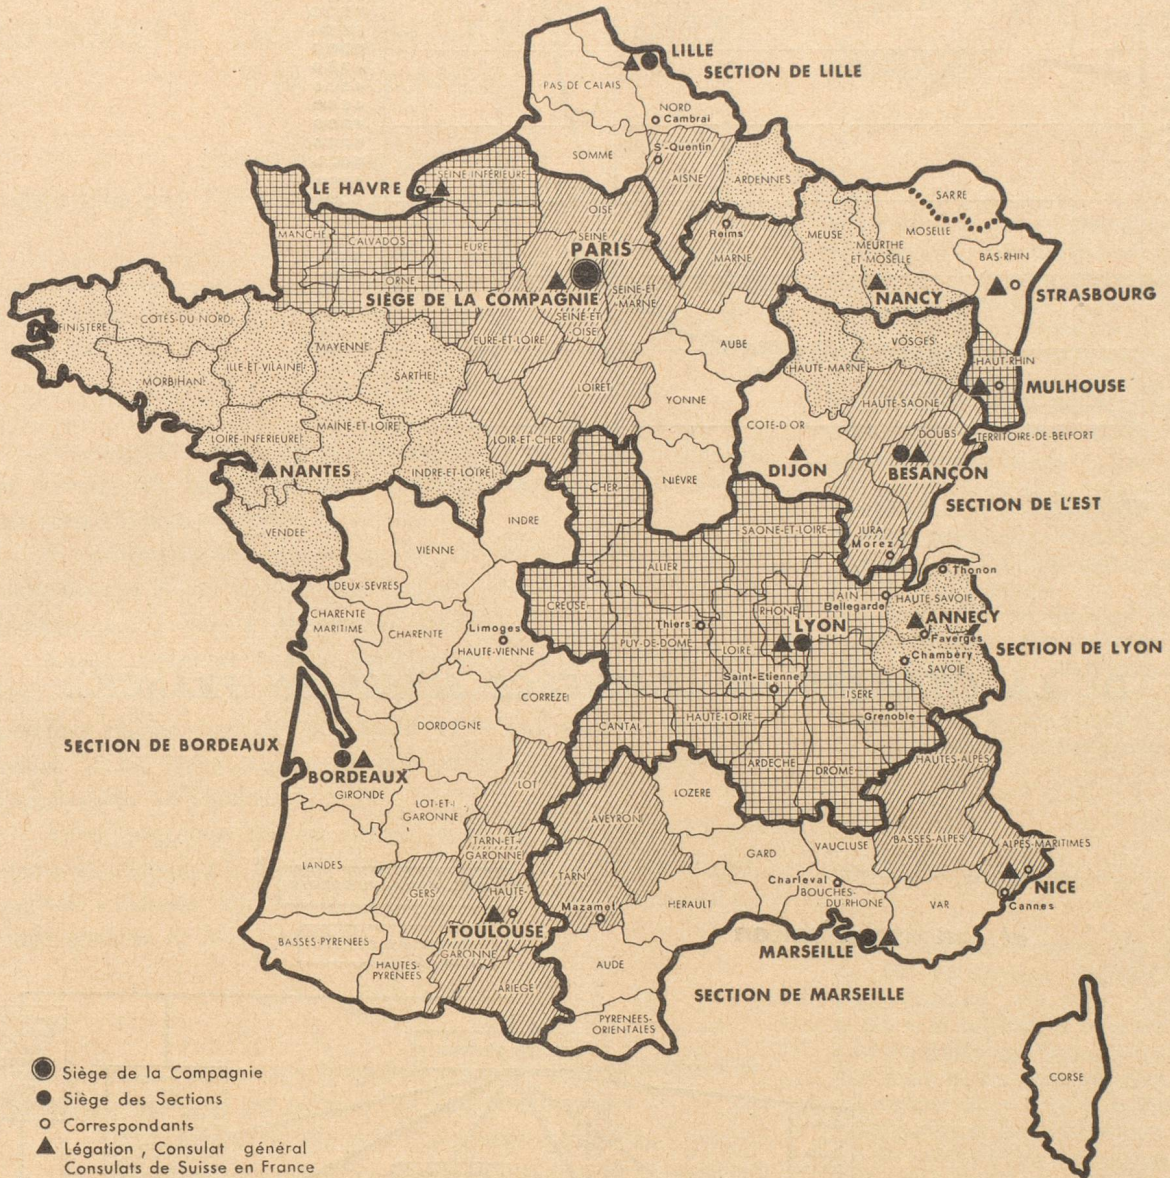 LILLE
SECTION DE LILLE
PAS DE CALAIS
NORD
Cambrai
SOMME
St-Quentin
AISNE
ARDENNES
LE HAVRE
SEINE INFÉRIEURE
OISE
SARRE
MOSELLE
MANCHE
CALVADOS
EURE
SEINE
Reims
MARNE
MEUSE
MEURTHE
ET MOSELLE
BAS-RHIN
PARIS
ORNE
SIÈGE DE LA COMPAGNIE
SEINE ET
MARNE
NANCY
STRASBOURG
FINISTÈRE
CÔTES-DU NORD
SEINE ET
OISE
MAYENNE
EURE-ET-LOIRE
AUBE
VOSGES
HAUT-RHIN
ILLE-ET-VILAINE
SARTHE
HAUTE-MARNE
MORBIHAN
LOIRET
MULHOUSE
YONNE
HAUTE-SAÔNE
LOIRE-INFERIEURE
MAINE-ET-LOIRE
LOIR-ET-CHER
COTE-D'OR
DOUBS
TERRITOIRE-DE-BELFORT
NANTES
INDRE-ET-LOIRE
DIJON
BESANÇON
CHER
NIÈVRE
SECTION DE L'EST
VENDEE
INDRE
SAONE-ET-LOIRE
JURA
Morez
VIENNE
ALLIER
Thonon
DEUX-SÈVRES
AIN
HAUTE-SAVOIE
CREUSE
Bellegarde
CHARENTE
MARITIME
RHONE
ANNECY
CHARENTE
Limoges
Thiers
LYON
Faverges
SECTION DE LYON
HAUTE-VIENNE
PUY-DE-DOME
LOIRE
Chambéry
SAVOIE
Saint-Etienne
CORREZE
ISERE
Grenoble
DORDOGNE
CANTAL
HAUTE-LOIRE
SECTION DE BORDEAUX
BORDEAUX
GIRONDE
LOT
ARDECHE
DROME
HAUTES-ALPES
LOZERE
LOT-ET-
GARONNE
AVEYRON
TARN-ET-
GARONNE
GARD
VAUCLUSE
BASSES-ALPES
ALPES-MARITIMES
LANDES
GERS
TARN
Charleval
HAUTE-
Mazamet
HERAULT
BOUCHES-
DU-RHONE
VAR
NICE
Cannes
TOULOUSE
BASSES-PYRENEES
GARONNE
MARSEILLE
HAUTES-
PYRENEES
AUDE
ARIEGE
SECTION DE MARSEILLE
PYRENEES-
ORIENTALES
CORSE
Siège de la Compagnie
Siège des Sections
Correspondants
Légation , Consulat général
Consulats de Suisse en France